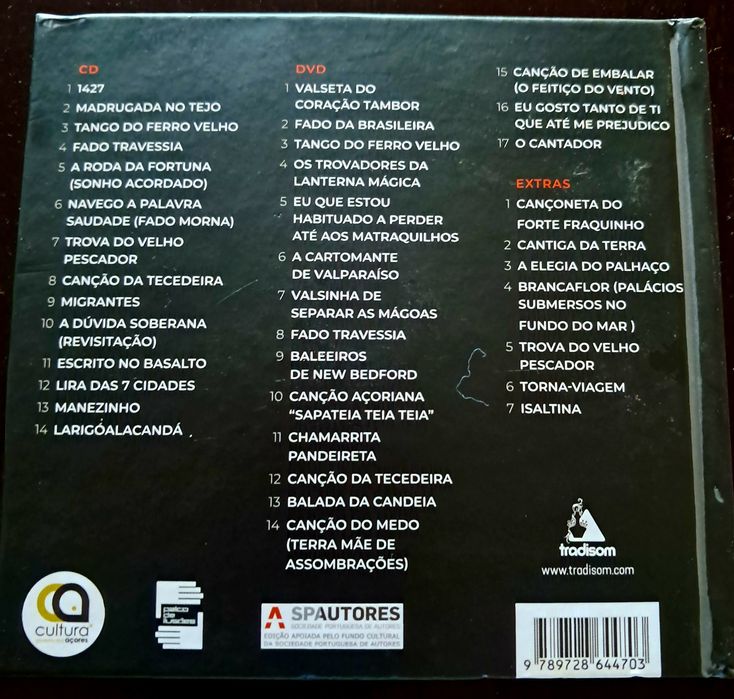 CD
1 1427
2 MADRUGADA NO TEJO
3 TANGO DO FERRO VELHO
4 FADO TRAVESSIA
5 A RODA DA FORTUNA
(SONHO ACORDADO)
6 NAVEGO A PALAVRA
SAUDADE (FADO MORNA)
7 TROVA DO VELHO
PESCADOR
8 CANÇÃO DA TECEDEIRA
9 MIGRANTES
10 A DÚVIDA SOBERANA
(REVISITAÇÃO)
11 ESCRITO NO BASALTO
12 LIRA DAS 7 CIDADES
13 MANEZINHO
14 LARIGÓALACANDÁ
DVD
1 VALSETA DO
CORAÇÃO TAMBOR
2 FADO DA BRASILEIRA
3 TANGO DO FERRO VELHO
4 OS TROVADORES DA
LANTERNA MÁGICA
5 EU QUE ESTOU
HABITUADO A PERDER
ATÉ AOS MATRAQUILHOS
6 A CARTOMANTE
DE VALPARAÍSO
7 VALSINHA DE
SEPARAR AS MÁGOAS
8 FADO TRAVESSIA
9 BALEEIROS
DE NEW BEDFORD
10 CANÇÃO AÇORIANA
“SAPATEIA TEIA TEIA”
11 CHAMARRITA
PANDEIRETA
12 CANÇÃO DA TECEDEIRA
13 BALADA DA CANDEIA
14 CANÇÃO DO MEDO
(TERRA MÃE DE
ASSOMBRAÇÕES)
15 CANÇÃO DE EMBALAR
(O FEITIÇO DO VENTO)
16 EU GOSTO TANTO DE TI
QUE ATÉ ME PREJUDICO
17 O CANTADOR
EXTRAS
1 CANÇONETA DO
FORTE FRAQUINHO
2 CANTIGA DA TERRA
3 A ELEGIA DO PALHAÇO
4 BRANCAFLOR (PALÁCIOS
SUBMERSOS NO
FUNDO DO MAR )
5 TROVA DO VELHO
PESCADOR
6 TORNA-VIAGEM
7 ISALTINA
tradisom
www.tradisom.com
ca
cultura
açores
palco de
ilusões
A SPAUTORES
SOCIEDADE PORTUGUESA DE AUTORES
EDIÇÃO APOIADA PELO FUNDO CULTURAL
DA SOCIEDADE PORTUGUESA DE AUTORES
9 789728 644703